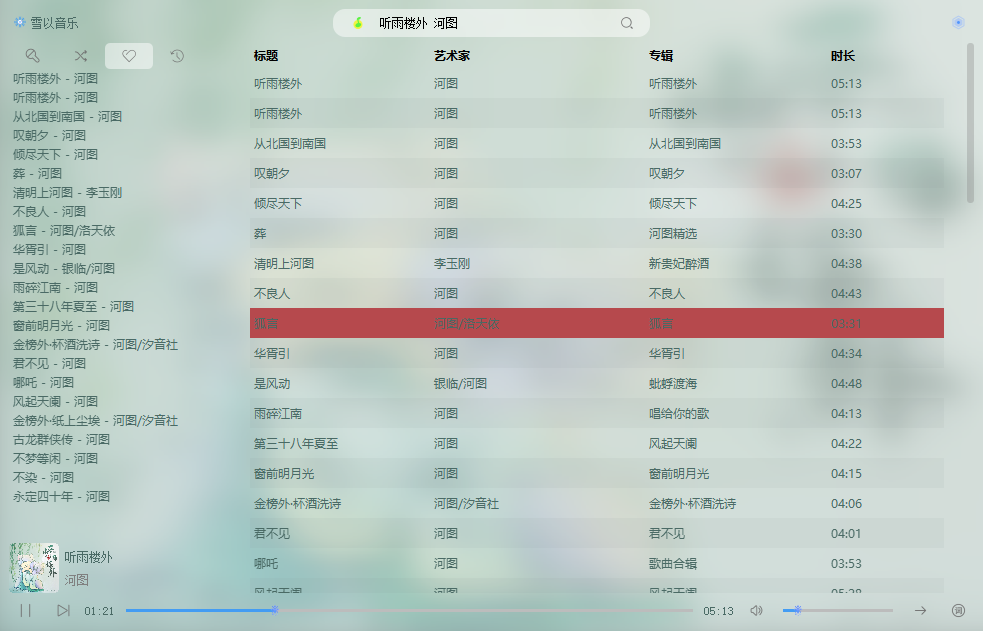 雪以音乐
听雨楼外 河图
听雨楼外 - 河图
听雨楼外 - 河图
从北国到南国 - 河图
叹朝夕 - 河图
倾尽天下 - 河图
葬 - 河图
清明上河图 - 李玉刚
不良人 - 河图
狐言 - 河图/洛天依
华胥引 - 河图
是风动 - 银临/河图
雨碎江南 - 河图
第三十八年夏至 - 河图
窗前明月光 - 河图
金榜外·杯酒洗诗 - 河图/汐音社
君不见 - 河图
哪吒 - 河图
风起天阑 - 河图
金榜外·纸上尘埃 - 河图/汐音社
古龙群侠传 - 河图
不梦等闲 - 河图
不染 - 河图
永定四十年 - 河图
标题 艺术家 专辑 时长
听雨楼外 河图 听雨楼外 05:13
听雨楼外 河图 听雨楼外 05:13
从北国到南国 河图 从北国到南国 03:53
叹朝夕 河图 叹朝夕 03:07
倾尽天下 河图 倾尽天下 04:25
葬 河图 河图精选 03:30
清明上河图 李玉刚 新贵妃醉酒 04:38
不良人 河图 不良人 04:43
狐言 河图/洛天依 狐言 03:31
华胥引 河图 华胥引 04:34
是风动 银临/河图 蚍蜉渡海 04:48
雨碎江南 河图 唱给你的歌 04:13
第三十八年夏至 河图 风起天阑 04:22
窗前明月光 河图 窗前明月光 04:15
金榜外·杯酒洗诗 河图/汐音社 金榜外·杯酒洗诗 04:06
君不见 河图 君不见 04:01
哪吒 河图 歌曲合辑 03:53
风起天阑 河图 风起天阑 05:28
听雨楼外
河图
01:21 05:13
词